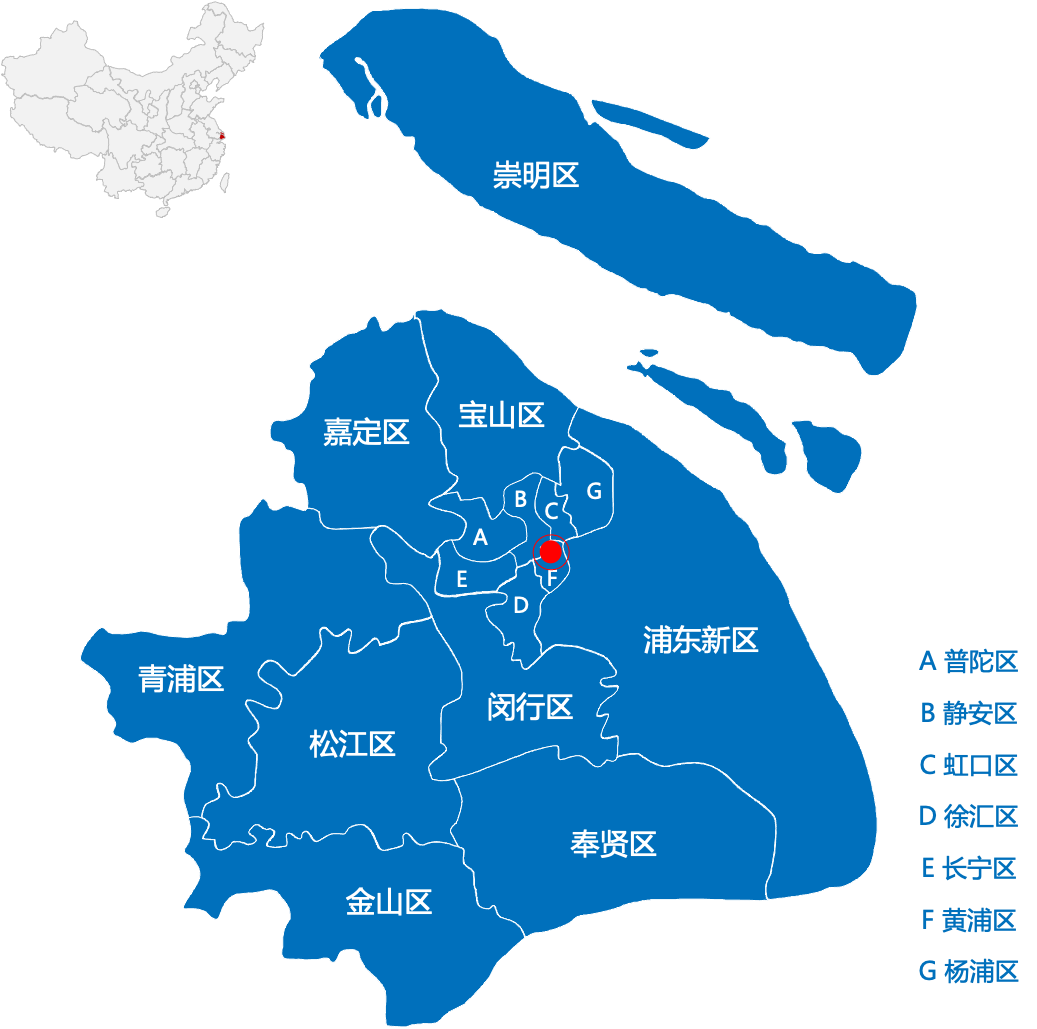 崇明区
宝山区
嘉定区
G
B
C
A
E
F
D
浦东新区
青浦区
闵行区
松江区
奉贤区
金山区
A 普陀区
B 静安区
C 虹口区
D 徐汇区
E 长宁区
F 黄浦区
G 杨浦区